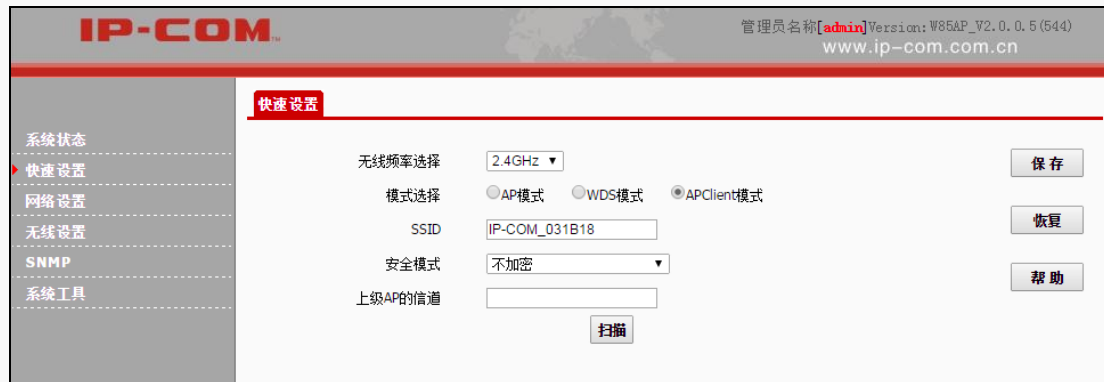 IP-COM
管理员名称[admin]Version: W85AP_V2.0.0.5(544)
www.ip-com.com.cn
快速设置
系统状态
快速设置
网络设置
无线设置
SNMP
系统工具
无线频率选择 2.4GHz
模式选择 AP模式 WDS模式 APClient模式
SSID IP-COM_031B18
安全模式 不加密
上级AP的信道
扫描
保存
恢复
帮助